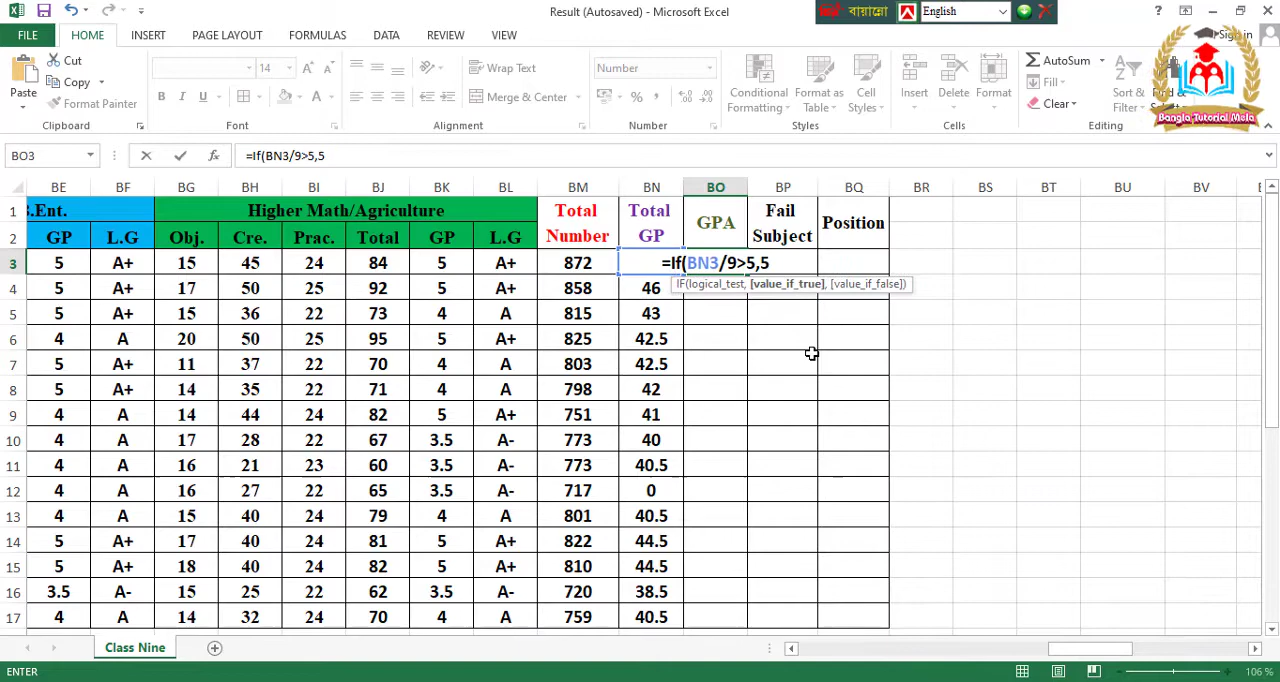 Result (Autosaved) - Microsoft Excel
বায়ান্নো English
FILE HOME INSERT PAGE LAYOUT FORMULAS DATA REVIEW VIEW Sign in
Paste Cut Copy Format Painter Clipboard
14 B I U A A A Font
Wrap Text Merge & Center Alignment
Number % , Number
Conditional Formatting Format as Table Cell Styles Styles
Insert Delete Format Cells
AutoSum Fill Clear Sort & Filter Find & Editing
Bangla Tutorial Mela
BO3 fx =If(BN3/9>5,5
BE BF BG BH BI BJ BK BL BM BN BO BP BQ BR BS BT BU BV
1 .Ent. Higher Math/Agriculture Total Number Total GP GPA Fail Subject Position
2 GP L.G Obj. Cre. Prac. Total GP L.G
3 5 A+ 15 45 24 84 5 A+ 872 =If(BN3/9>5,5
IF(logical_test, [value_if_true], [value_if_false])
4 5 A+ 17 50 25 92 5 A+ 858 46
5 5 A+ 15 36 22 73 4 A 815 43
6 4 A 20 50 25 95 5 A+ 825 42.5
7 5 A+ 11 37 22 70 4 A 803 42.5
8 5 A+ 14 35 22 71 4 A 798 42
9 4 A 14 44 24 82 5 A+ 751 41
10 4 A 17 28 22 67 3.5 A- 773 40
11 4 A 16 21 23 60 3.5 A- 773 40.5
12 4 A 16 27 22 65 3.5 A- 717 0
13 4 A 15 40 24 79 4 A 801 40.5
14 5 A+ 17 40 24 81 5 A+ 822 44.5
15 5 A+ 18 40 24 82 5 A+ 810 44.5
16 3.5 A- 15 25 22 62 3.5 A- 720 38.5
17 4 A 14 32 24 70 4 A 759 40.5
Class Nine
ENTER 106 %